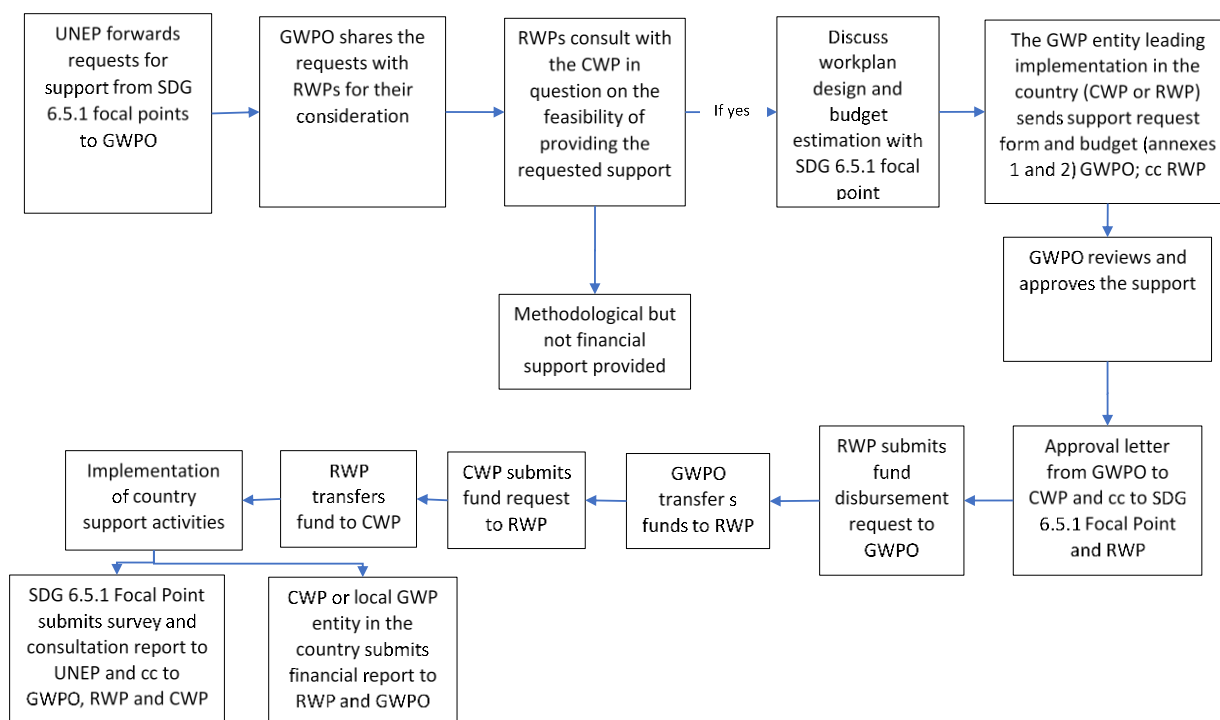 UNEP forwards
requests for
support from SDG
6.5.1 focal points
to GWPO
GWPO shares the
requests with
RWPs for their
consideration
RWPs consult with
the CWP in
question on the
feasibility of
providing the
requested support
If yes
Discuss
workplan
design and
budget
estimation with
SDG 6.5.1 focal
point
The GWP entity leading
implementation in the
country (CWP or RWP)
sends support request
form and budget (annexes
1 and 2) GWPO; cc RWP
Methodological but
not financial
support provided
GWPO reviews and
approves the support
Approval letter
from GWPO to
CWP and cc to SDG
6.5.1 Focal Point
and RWP
RWP submits
fund
disbursement
request to
GWPO
GWPO
transfer s
funds to RWP
CWP submits
fund request
to RWP
RWP
transfers
fund to CWP
Implementation
of country
support activities
SDG 6.5.1 Focal Point
submits survey and
consultation report to
UNEP and cc to
GWPO, RWP and CWP
CWP or local GWP
entity in the
country submits
financial report to
RWP and GWPO